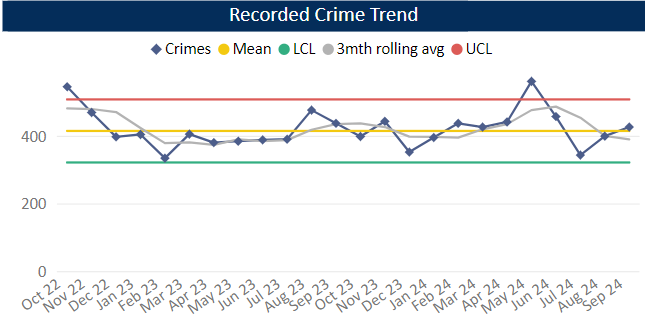 Recorded Crime Trend
Crimes Mean LCL 3mth rolling avg UCL
400
200
0
Oct 22 Nov 22 Dec 22 Jan 23 Feb 23 Mar 23 Apr 23 May 23 Jun 23 Jul 23 Aug 23 Sep 23 Oct 23 Nov 23 Dec 23 Jan 24 Feb 24 Mar 24 Apr 24 May 24 Jun 24 Jul 24 Aug 24 Sep 24